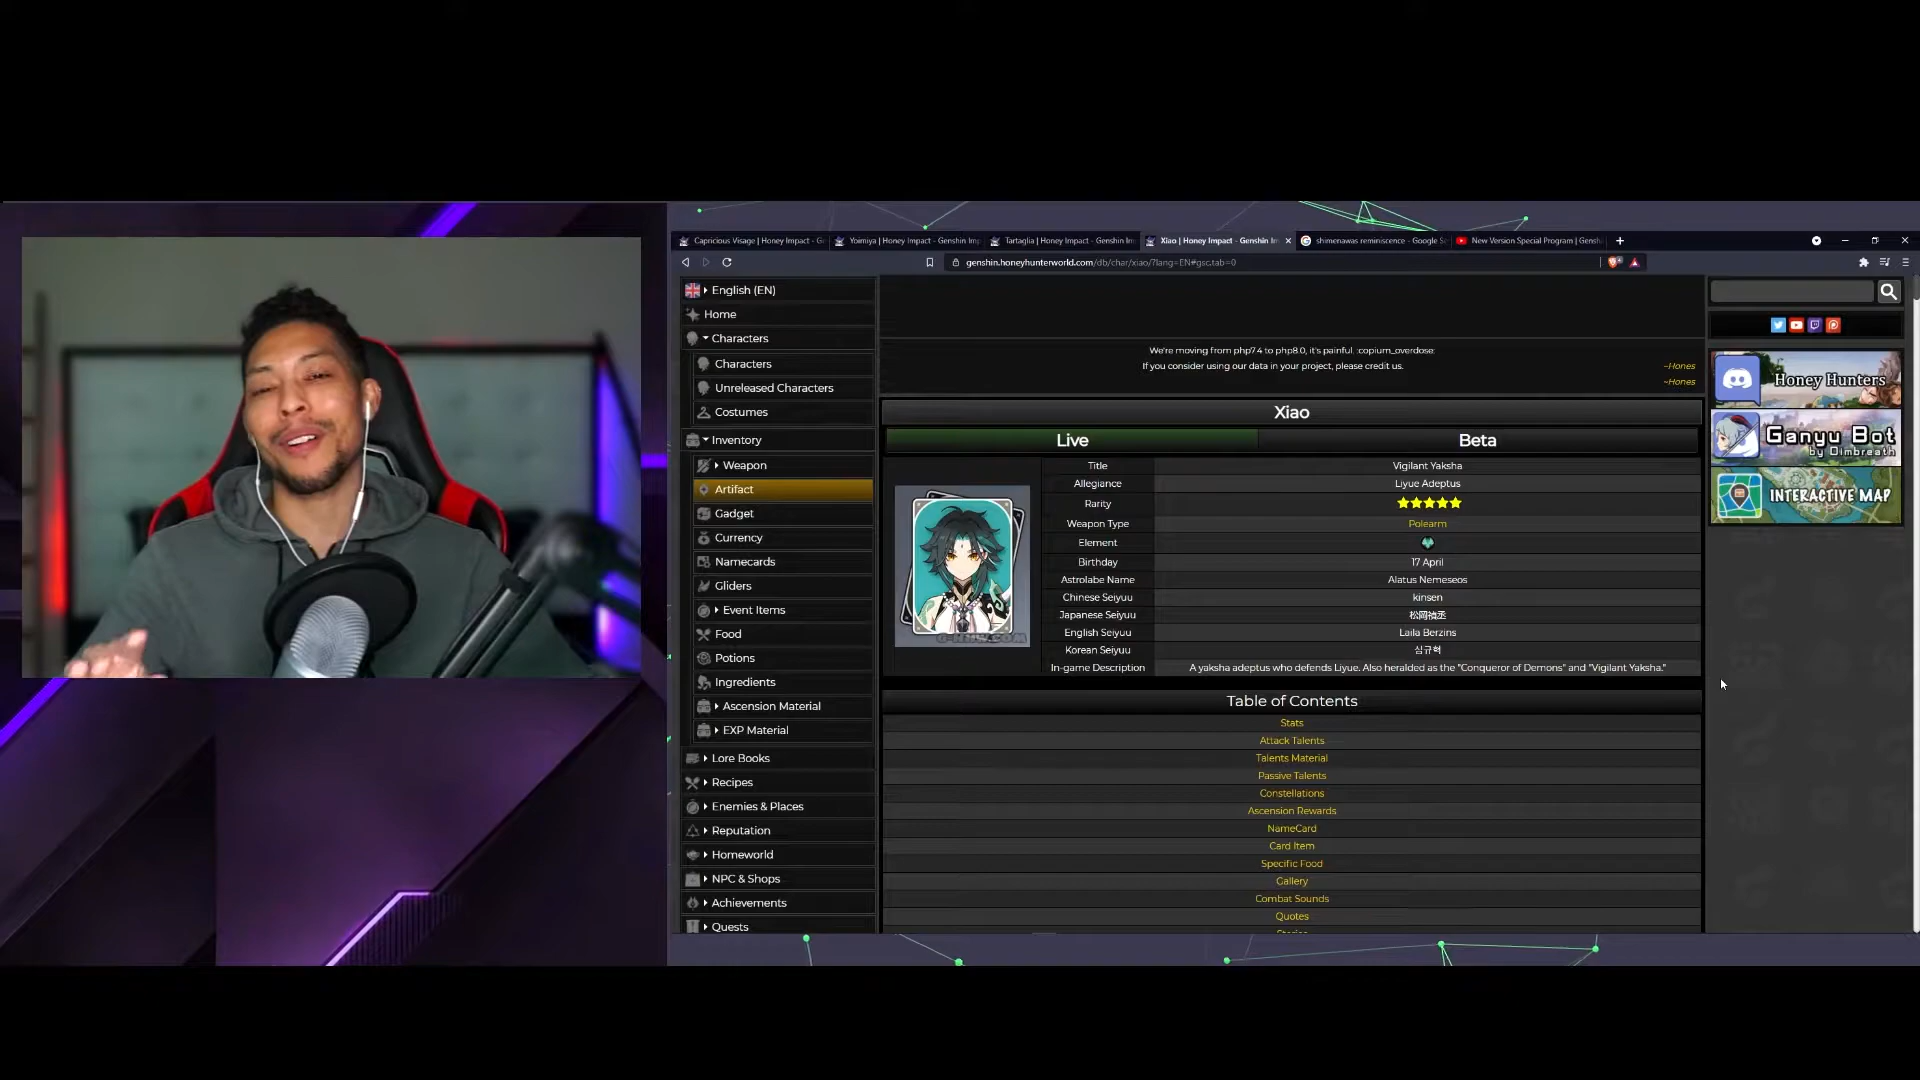 Capricious Visage | Honey Impact - G
Yoimiya | Honey Impact - Genshin Im
Tartaglia | Honey Impact - Genshin Im
Xiao | Honey Impact - Genshin In
shimenawas reminiscence - Google S
New Version Special Program | Gensh
genshin.honeyhunterworld.com/db/char/xiao/?lang=EN#gsc.tab=0
English (EN)
Home
Characters
Characters
Unreleased Characters
Costumes
Inventory
Weapon
Artifact
Gadget
Currency
Namecards
Gliders
Event Items
Food
Potions
Ingredients
Ascension Material
EXP Material
Lore Books
Recipes
Enemies & Places
Reputation
Homeworld
NPC & Shops
Achievements
Quests
We're moving from php7.4 to php8.0, it's painful. :copium_overdose:
If you consider using our data in your project, please credit us.
~Hones
~Hones
Xiao
Live Beta
Title Vigilant Yaksha
Allegiance Liyue Adeptus
Rarity
Weapon Type Polearm
Element
Birthday 17 April
Astrolabe Name Alatus Nemeseos
Chinese Seiyuu kinsen
Japanese Seiyuu 松岡禎丞
English Seiyuu Laila Berzins
Korean Seiyuu 심규혁
In-game Description A yaksha adeptus who defends Liyue. Also heralded as the "Conqueror of Demons" and "Vigilant Yaksha."
Table of Contents
Stats
Attack Talents
Talents Material
Passive Talents
Constellations
Ascension Rewards
NameCard
Card Item
Specific Food
Gallery
Combat Sounds
Quotes
Honey Hunters
Ganyu Bot
by Dimbreath
INTERACTIVE MAP